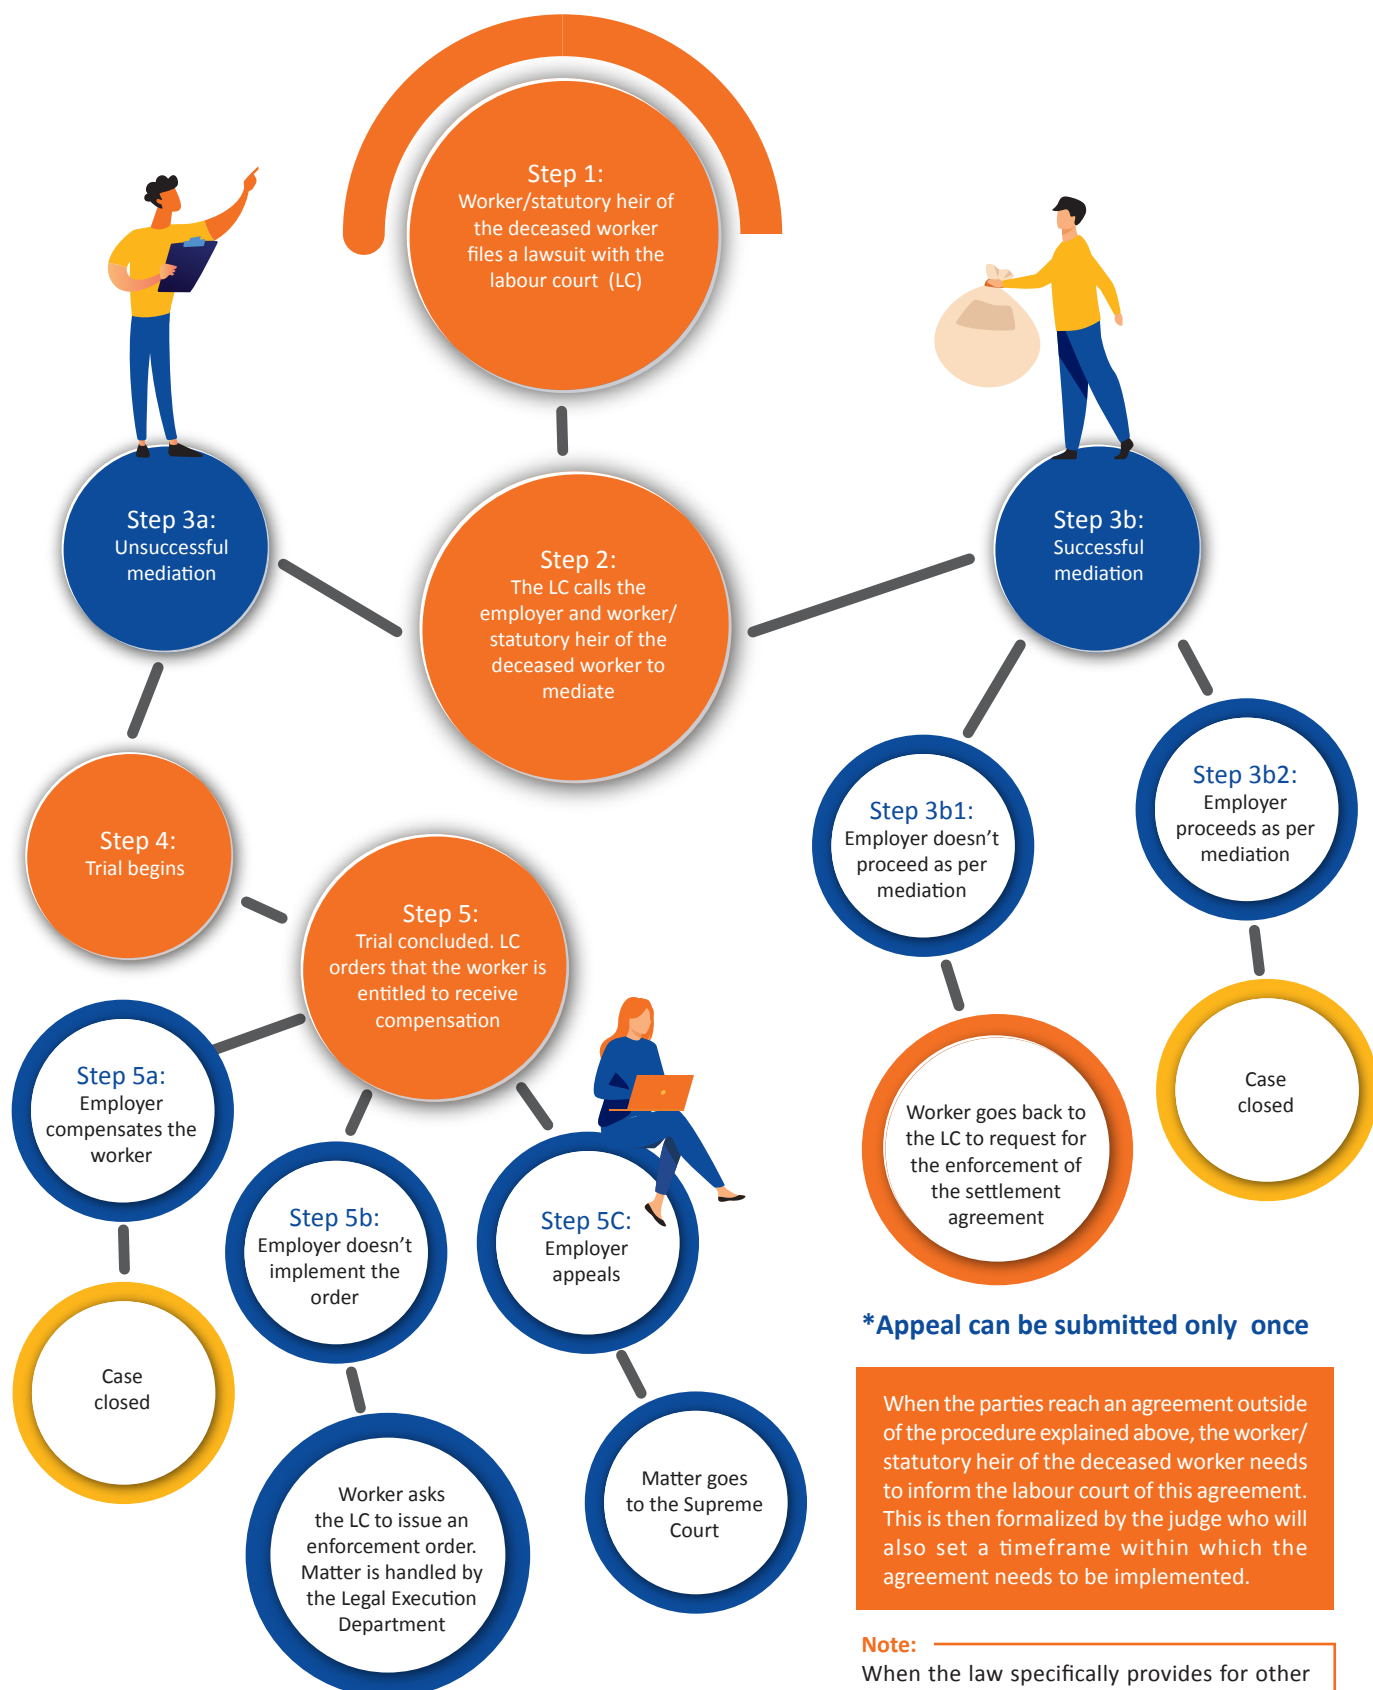 Step 1:
Worker/statutory heir of
the deceased worker
files a lawsuit with the
labour court (LC)
Step 3a:
Unsuccessful
mediation
Step 2:
The LC calls the
employer and worker/
statutory heir of the
deceased worker to
mediate
Step 3b:
Successful
mediation
Step 3b1:
Employer doesn’t
proceed as per
mediation
Step 3b2:
Employer
proceeds as per
mediation
Step 4:
Trial begins
Step 5:
Trial concluded. LC
orders that the worker is
entitled to receive
compensation
Step 5a:
Employer
compensates the
worker
Step 5b:
Employer doesn’t
implement the
order
Step 5C:
Employer
appeals
Worker goes back to
the LC to request for
the enforcement of
the settlement
agreement
Case
closed
Case
closed
Worker asks
the LC to issue an
enforcement order.
Matter is handled by
the Legal Execution
Department
Matter goes
to the Supreme
Court
*Appeal can be submitted only once
When the parties reach an agreement outside
of the procedure explained above, the worker/
statutory heir of the deceased worker needs
to inform the labour court of this agreement.
This is then formalized by the judge who will
also set a timeframe within which the
agreement needs to be implemented.
Note:
When the law specifically provides for other